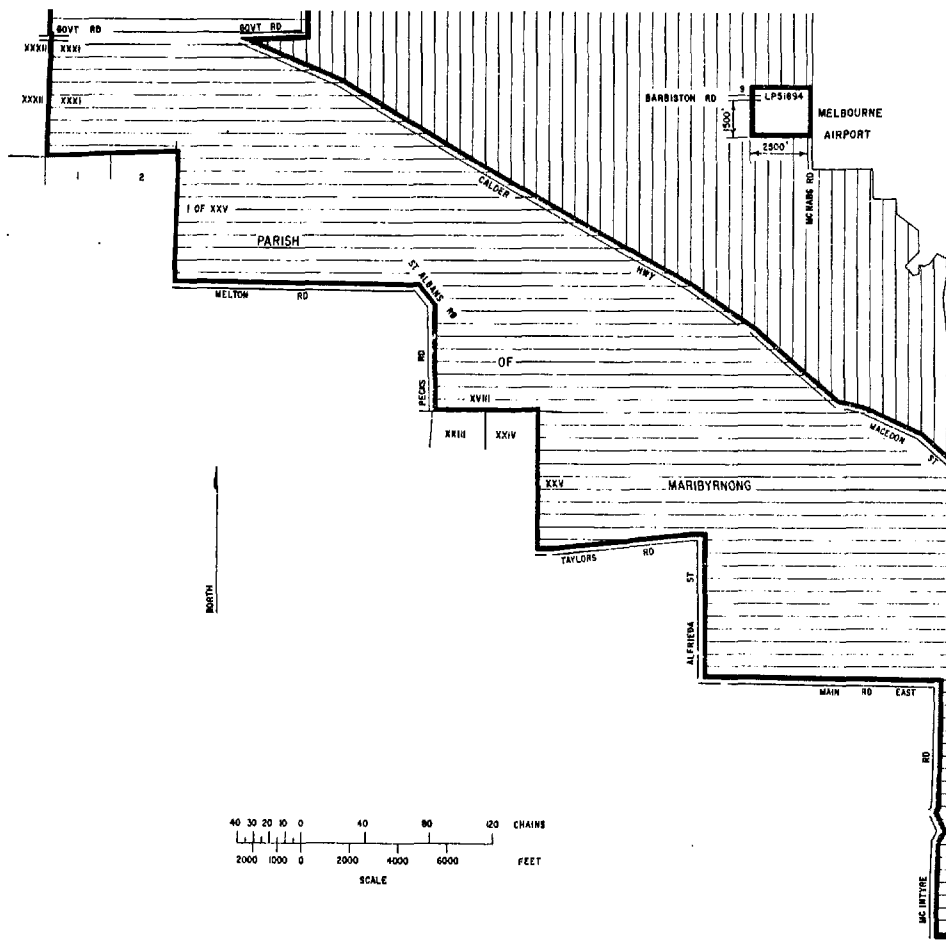 GOVT RD
GOVT RD
XXXII XXXI
XXXII XXXI
9
LP51894
BARBISTON RD
1500'
MELBOURNE
AIRPORT
2500'
MCNABS RD
1 2
CALDER
HWY
1 OF XXV
PARISH
ST ALBANS RD
MELTON RD
PECKS RD
OF
XVIII
XXIII XXIV
MACEDON ST
XXV
MARIBYRNONG
TAYLORS RD
NORTH
ALFRIEDA ST
MAIN RD EAST
MC INTYRE RD
40 30 20 10 0 40 80 120 CHAINS
2000 1000 0 2000 4000 6000 FEET
SCALE